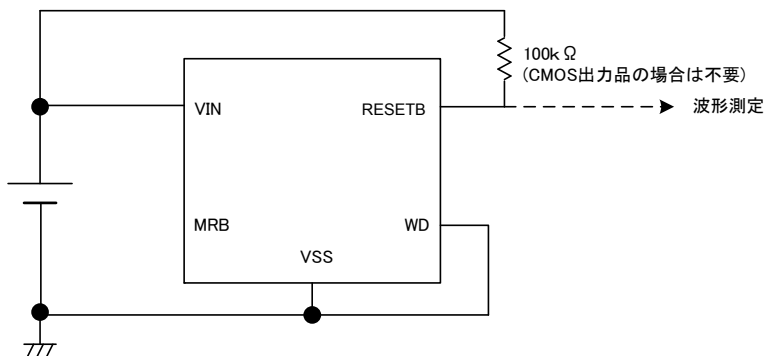 100kΩ
(CMOS出力品の場合は不要)
VIN
RESETB
波形測定
MRB
WD
VSS